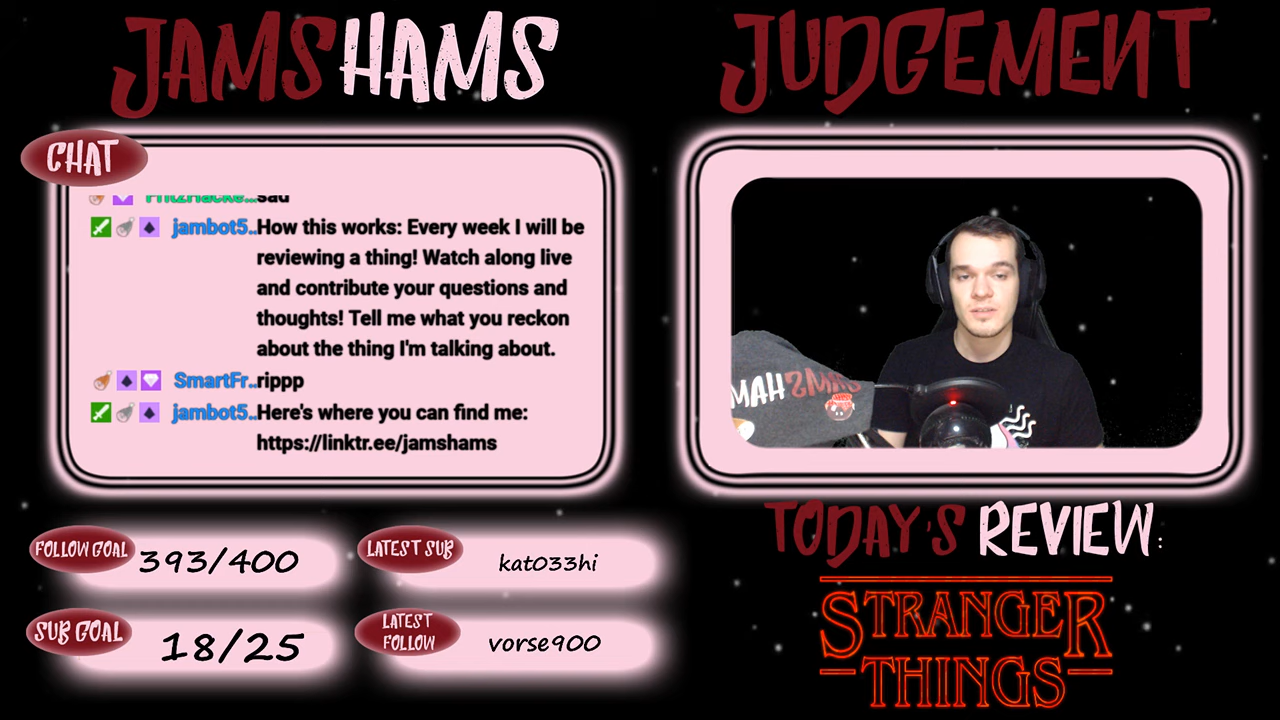 JAMSHAMS
JUDGEMENT
CHAT
FritzHacke...sad
jambot5..How this works: Every week I will be
reviewing a thing! Watch along live
and contribute your questions and
thoughts! Tell me what you reckon
about the thing I'm talking about.
SmartFr..rippp
jambot5..Here's where you can find me:
https://linktr.ee/jamshams
FOLLOW GOAL
393/400
LATEST SUB
kat033hi
SUB GOAL
18/25
LATEST
FOLLOW
vorse900
TODAY'S REVIEW:
STRANGER
THINGS